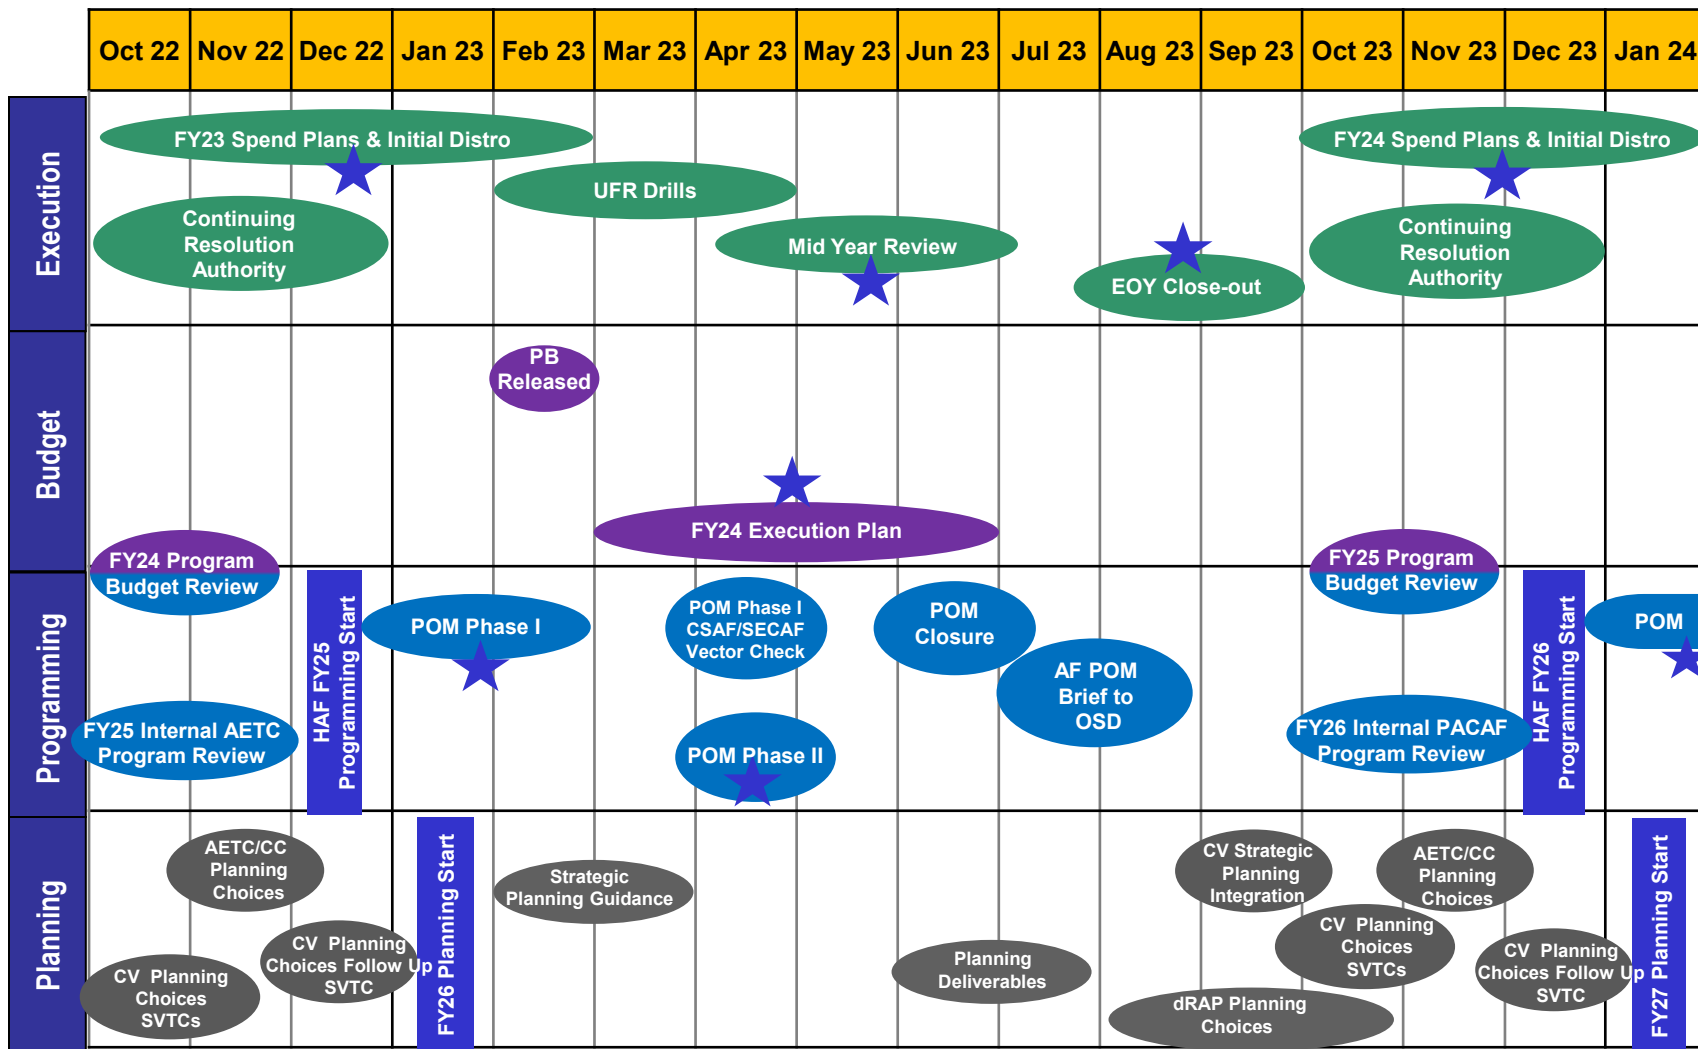 Oct 22 Nov 22 Dec 22 Jan 23 Feb 23 Mar 23 Apr 23 May 23 Jun 23 Jul 23 Aug 23 Sep 23 Oct 23 Nov 23 Dec 23 Jan 24
Execution
FY23 Spend Plans & Initial Distro
Continuing
Resolution
Authority
UFR Drills
Mid Year Review
EOY Close-out
FY24 Spend Plans & Initial Distro
Continuing
Resolution
Authority
Budget
PB
Released
FY24 Execution Plan
FY24 Program
Budget Review
FY25 Program
Budget Review
Programming
FY25 Internal AETC
Program Review
HAF FY25
Programming Start
POM Phase I
POM Phase I
CSAF/SECAF
Vector Check
POM Phase II
POM
Closure
AF POM
Brief to
OSD
FY26 Internal PACAF
Program Review
HAF FY26
Programming Start
POM
Planning
CV Planning
Choices
SVTCs
AETC/CC
Planning
Choices
CV Planning
Choices Follow Up
SVTC
FY26 Planning Start
Strategic
Planning Guidance
Planning
Deliverables
dRAP Planning
Choices
CV Strategic
Planning
Integration
CV Planning
Choices
SVTCs
AETC/CC
Planning
Choices
CV Planning
Choices Follow Up
SVTC
FY27 Planning Start